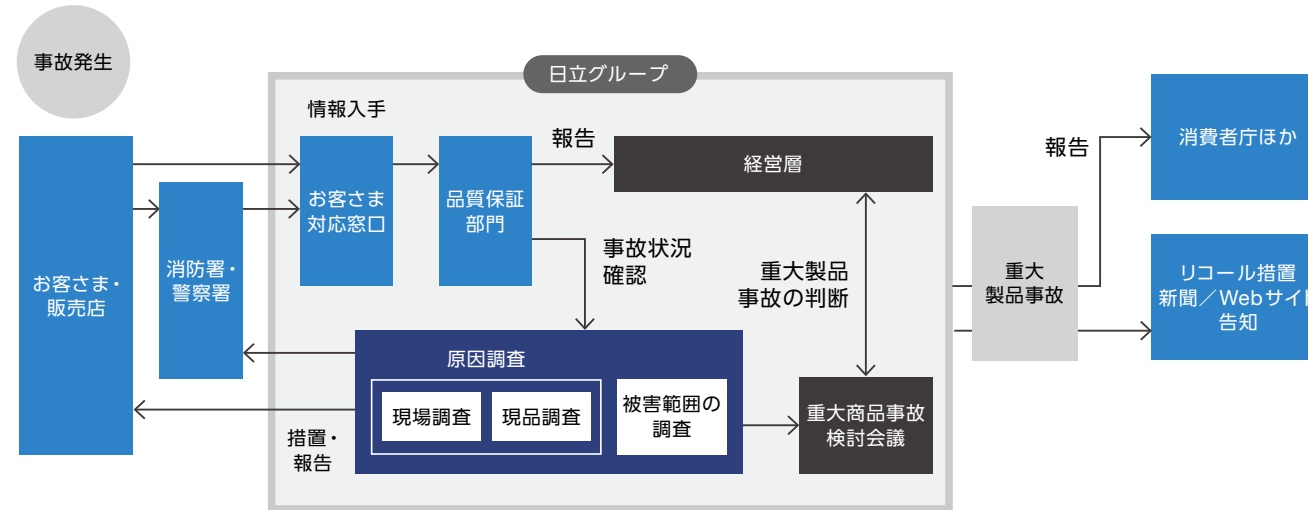 事故発生
日立グループ
情報入手
お客さま・
販売店
消防署・
警察署
お客さま
対応窓口
品質保証
部門
報告
経営層
事故状況
確認
重大製品
事故の判断
原因調査
現場調査
現品調査
被害範囲の
調査
措置・
報告
重大商品事故
検討会議
重大
製品事故
報告
消費者庁ほか
リコール措置
新聞／Webサイト
告知